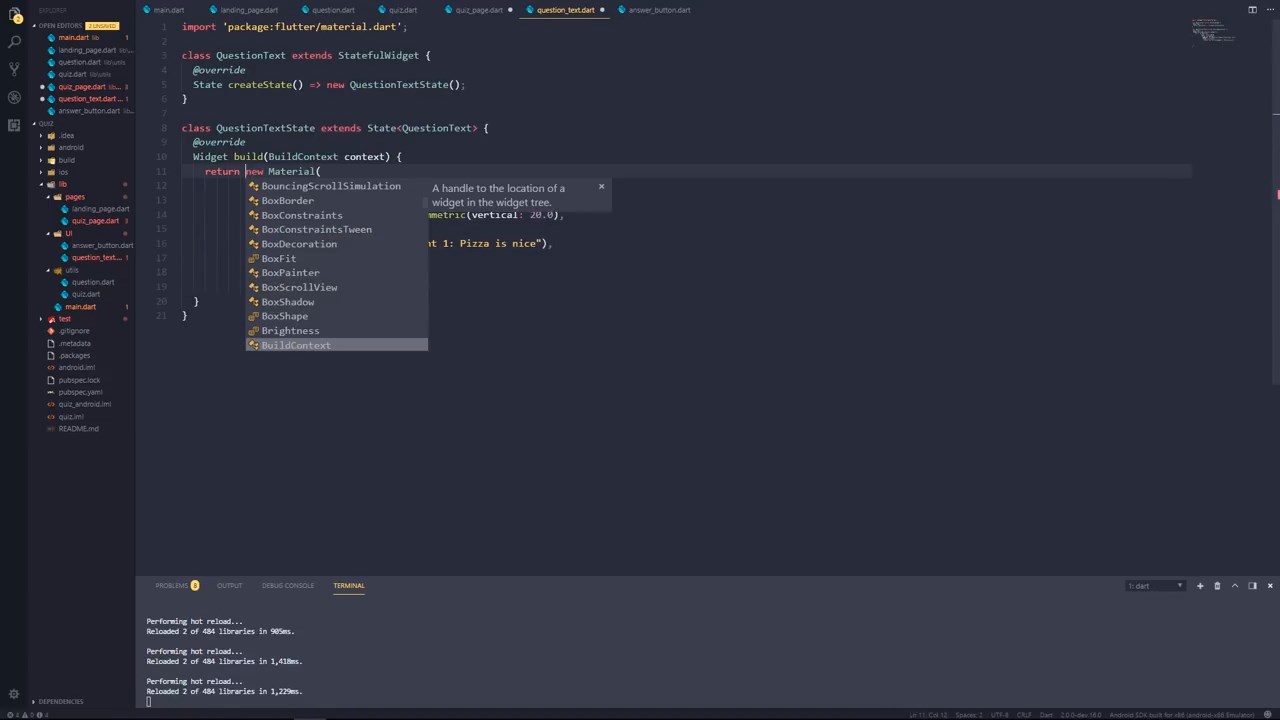 EXPLORER
OPEN EDITORS 2 UNSAVED
main.dart lib 1
landing_page.dart lib...
question.dart lib\utils
quiz.dart lib\utils
quiz_page.dart lib... 3
question_text.dart ... 1
answer_button.dart lib...
QUIZ
.idea
android
build
ios
lib
pages
landing_page.dart
quiz_page.dart 3
UI
answer_button.dart
question_text.... 1
utils
question.dart
quiz.dart
main.dart 1
test
.gitignore
.metadata
.packages
android.iml
pubspec.lock
pubspec.yaml
quiz_android.iml
quiz.iml
README.md
DEPENDENCIES
main.dart landing_page.dart question.dart quiz.dart quiz_page.dart question_text.dart answer_button.dart
1 import 'package:flutter/material.dart';
2
3 class QuestionText extends StatefulWidget {
4 @override
5 State createState() => new QuestionTextState();
6 }
7
8 class QuestionTextState extends State<QuestionText> {
9 @override
10 Widget build(BuildContext context) {
11 return new Material(
12 BouncingScrollSimulation
13 BoxBorder
BoxConstraints
14 mmetric(vertical: 20.0),
15 BoxConstraintsTween
16 BoxDecoration nt 1: Pizza is nice"),
17 BoxFit
18 BoxPainter
19 BoxScrollView
20 BoxShadow }
21 BoxShape }
Brightness
BuildContext
A handle to the location of a
widget in the widget tree.
PROBLEMS 8 OUTPUT DEBUG CONSOLE TERMINAL 1: dart
Performing hot reload...
Reloaded 2 of 484 libraries in 905ms.
Performing hot reload...
Reloaded 2 of 484 libraries in 1,418ms.
Performing hot reload...
Reloaded 2 of 484 libraries in 1,229ms.
Ln 11, Col 12 Spaces: 2 UTF-8 CRLF Dart 2.0.0-dev.16.0 Android SDK built for x86 (x86 Emulator)